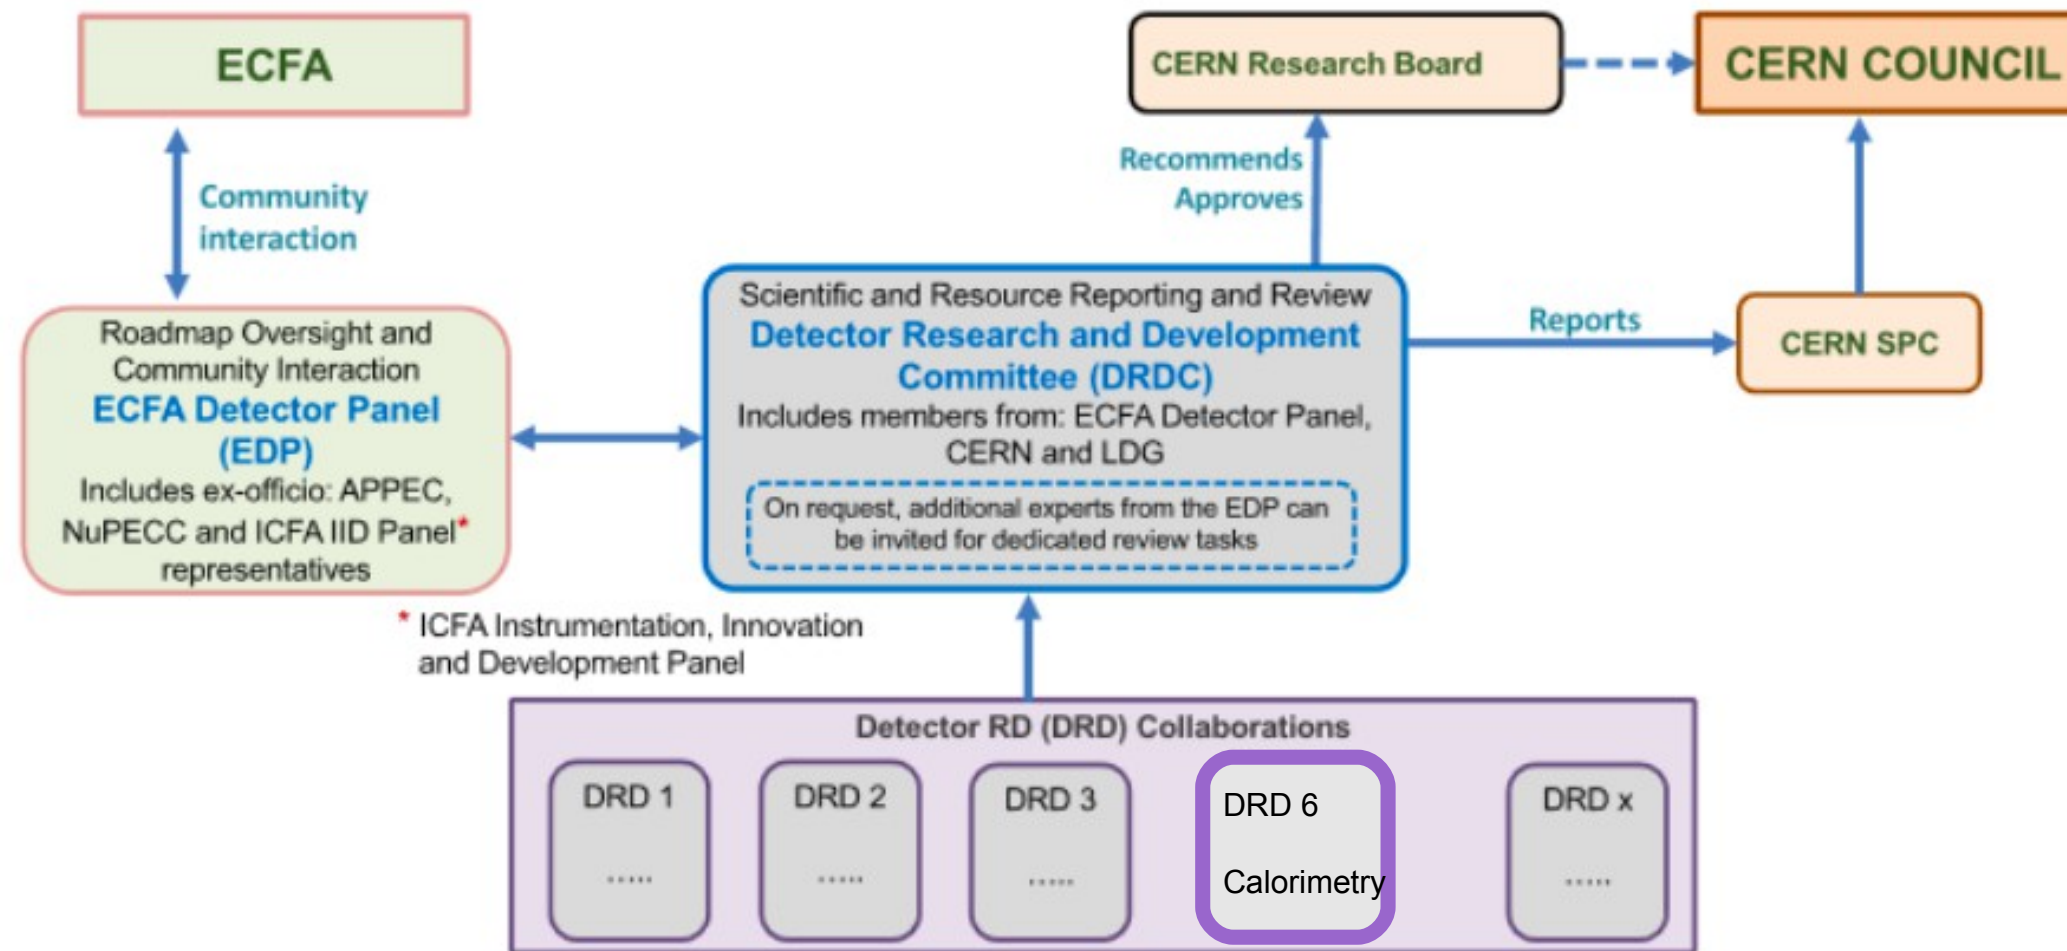 ECFA
CERN Research Board
CERN COUNCIL
Community
interaction
Recommends
Approves
Roadmap Oversight and
Community Interaction
ECFA Detector Panel
(EDP)
Includes ex-officio: APPEC,
NuPECC and ICFA IID Panel*
representatives
Scientific and Resource Reporting and Review
Detector Research and Development
Committee (DRDC)
Includes members from: ECFA Detector Panel,
CERN and LDG
On request, additional experts from the EDP can
be invited for dedicated review tasks
Reports
CERN SPC
* ICFA Instrumentation, Innovation
and Development Panel
Detector RD (DRD) Collaborations
DRD 1
.....
DRD 2
.....
DRD 3
.....
DRD 6
Calorimetry
DRD x
.....